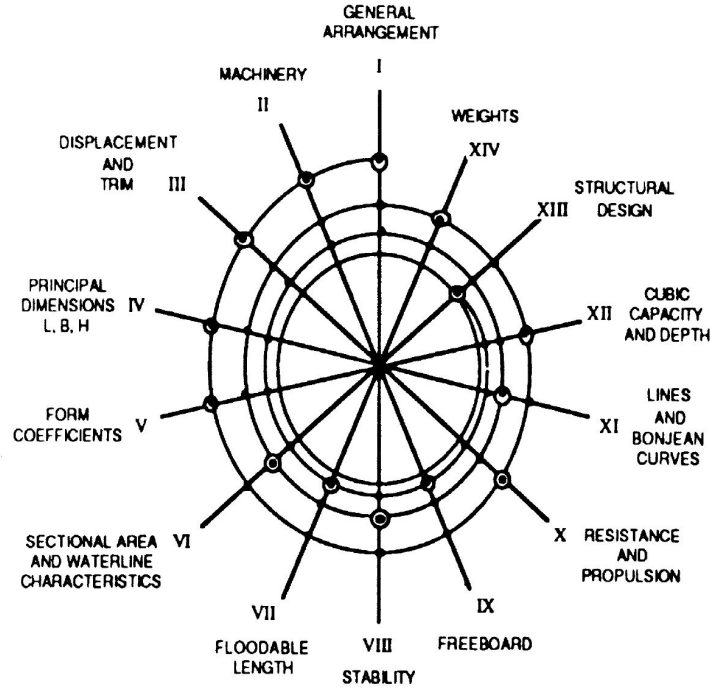 GENERAL
ARRANGEMENT
I
MACHINERY
II
DISPLACEMENT
AND
TRIM
III
PRINCIPAL
DIMENSIONS
L, B, H
IV
FORM
COEFFICIENTS
V
SECTIONAL AREA
AND WATERLINE
CHARACTERISTICS
VI
VII
FLOODABLE
LENGTH
VIII
STABILITY
IX
FREEBOARD
X
RESISTANCE
AND
PROPULSION
XI
LINES
AND
BONJEAN
CURVES
XII
CUBIC
CAPACITY
AND DEPTH
XIII
STRUCTURAL
DESIGN
WEIGHTS
XIV